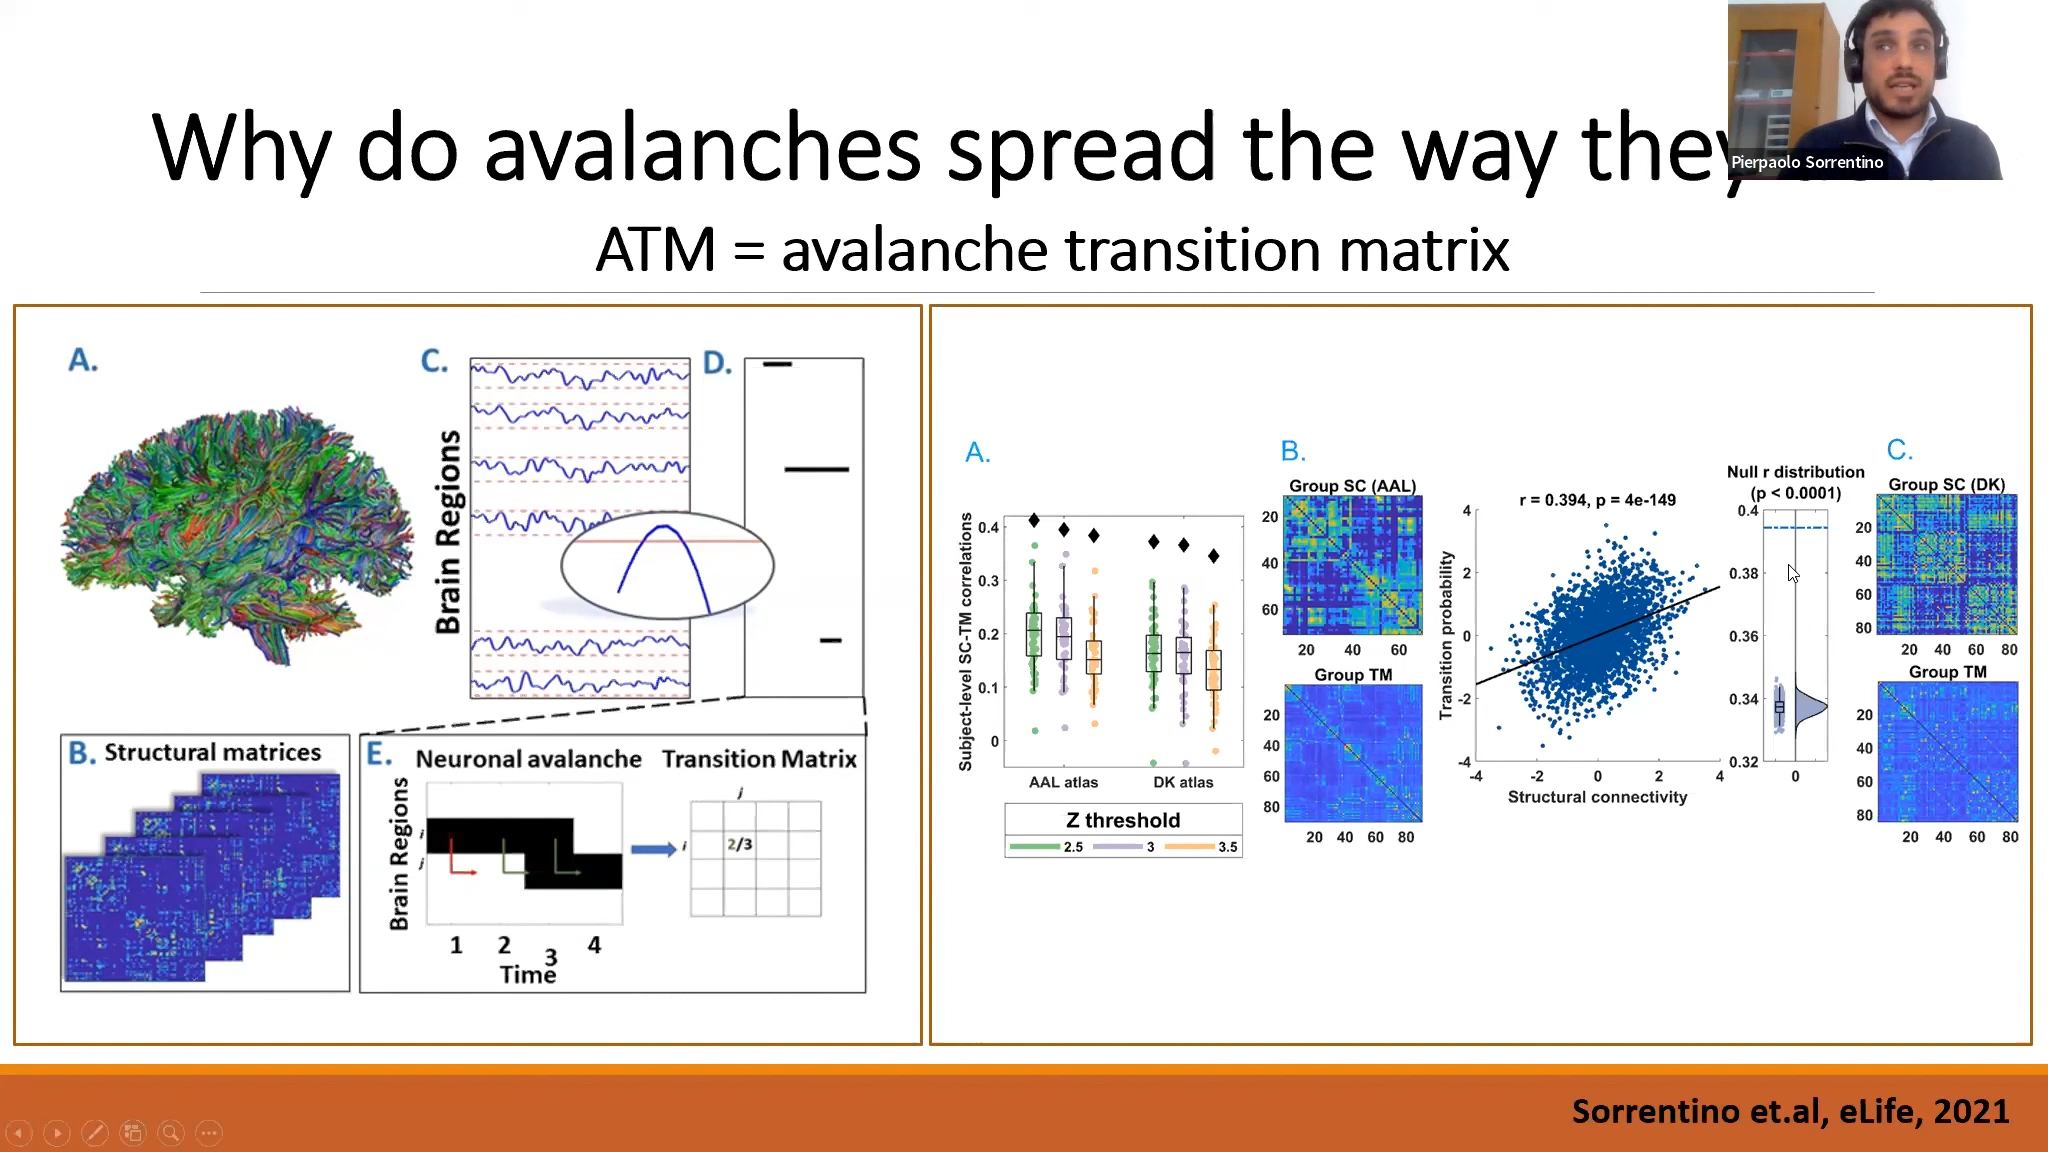 Why do avalanches spread the way they
Pierpaolo Sorrentino
ATM = avalanche transition matrix
A.
C.
D.
Brain Regions
B. Structural matrices
E. Neuronal avalanche Transition Matrix
Brain Regions
i
j
1 2 3 4
Time
j
i
2/3
A.
Subject-level SC-TM correlations
0.4
0.3
0.2
0.1
0
AAL atlas DK atlas
Z threshold
2.5 3 3.5
B.
Group SC (AAL)
20
40
60
20 40 60
Group TM
20
40
60
80
20 40 60 80
r = 0.394, p = 4e-149
Transition probability
4
2
0
-2
-4
-4 -2 0 2 4
Structural connectivity
Null r distribution
(p < 0.0001)
0.4
0.38
0.36
0.34
0.32
0
C.
Group SC (DK)
20
40
60
80
20 40 60 80
Group TM
20
40
60
80
20 40 60 80
Sorrentino et.al, eLife, 2021